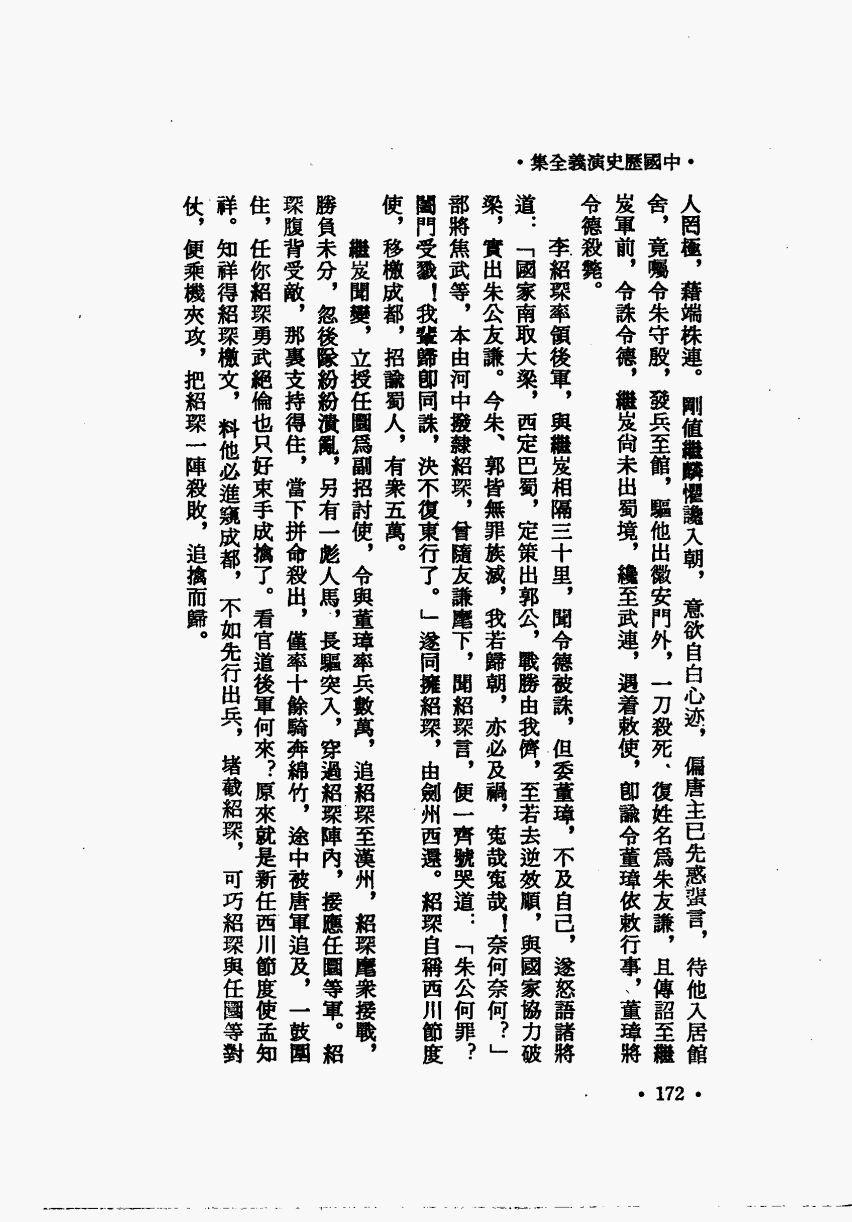 •中國歷史演義全集•
人罔極，藉端株連。剛值繼麟懼讒入朝，意欲自白心迹，偏唐主已先惑蜚言，待他入居館
舍，竟囑令朱守殷，發兵至館，驅他出徽安門外，一刀殺死、復姓名爲朱友謙，且傳詔至繼
岌軍前，令誅令德，繼岌尙未出蜀境，纔至武連，遇着敕使，卽諭令董璋依敕行事、董璋將
令德殺斃。
李紹琛率領後軍，與繼岌相隔三十里，聞令德被誅，但委董璋，不及自己，遂怒語諸將
道：「國家南取大梁，西定巴蜀，定策出郭公，戰勝由我儕，至若去逆效順，與國家協力破
梁，實出朱公友謙。今朱、郭皆無罪族滅，我若歸朝，亦必及禍，寃哉寃哉！奈何奈何？」
部將焦武等，本由河中撥隸紹琛，曾隨友謙麾下，聞紹琛言，便一齊號哭道：「朱公何罪？
闔門受戮！我輩歸卽同誅，決不復東行了。」遂同擁紹琛，由劍州西還。紹琛自稱西川節度
使，移檄成都，招諭蜀人，有衆五萬。
繼岌聞變，立授任圜爲副招討使，令與董璋率兵數萬，追紹琛至漢州，紹琛麾衆接戰，
勝負未分，忽後隊紛紛潰亂，另有一彪人馬，長驅突入，穿過紹琛陣內，接應任圜等軍。紹
琛腹背受敵，那裏支持得住，當下拼命殺出，僅率十餘騎奔綿竹，途中被唐軍追及，一鼓圍
住，任你紹琛勇武絕倫也只好束手成擒了。看官道後軍何來？原來就是新任西川節度使孟知
祥。知祥得紹琛檄文，料他必進窺成都，不如先行出兵，堵截紹琛，可巧紹琛與任圜等對
仗，便乘機夾攻，把紹琛一陣殺敗，追擒而歸。
•172•